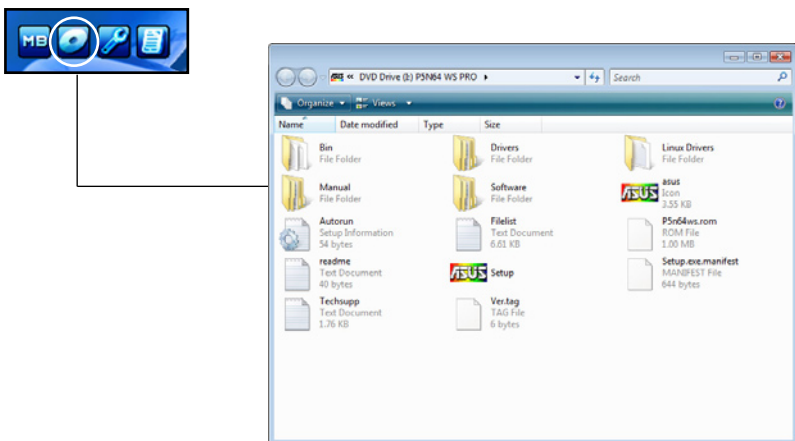 MB
« DVD Drive (I:) P5N64 WS PRO
Search
Organize Views
Name Date modified Type Size
Bin
File Folder
Drivers
File Folder
Linux Drivers
File Folder
Manual
File Folder
Software
File Folder
ASUS
asus
Icon
3.55 KB
Autorun
Setup Information
54 bytes
Filelist
Text Document
6.61 KB
P5n64ws.rom
ROM File
1.00 MB
readme
Text Document
40 bytes
ASUS
Setup
Setup.exe.manifest
MANIFEST File
644 bytes
Techsupp
Text Document
1.76 KB
Ver.tag
TAG File
6 bytes